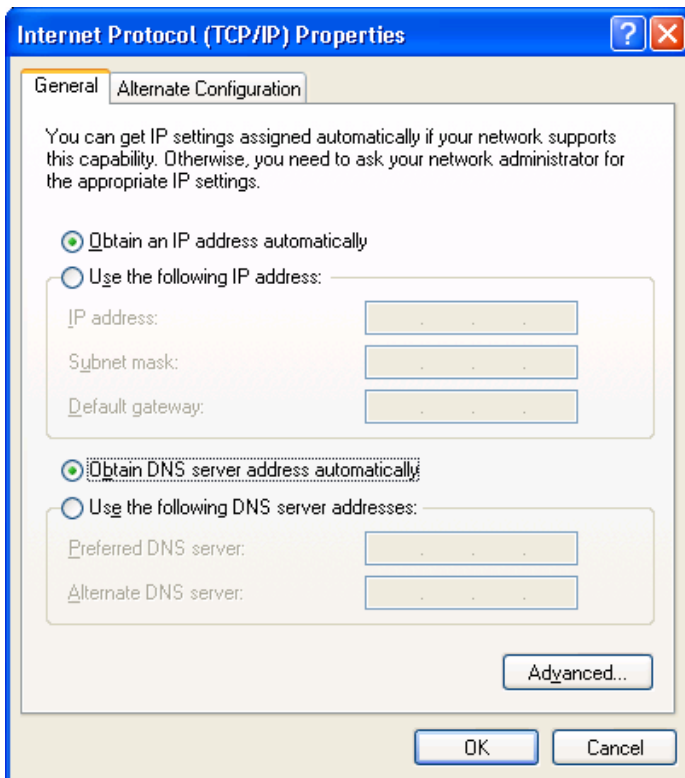 Internet Protocol (TCP/IP) Properties
General
Alternate Configuration
You can get IP settings assigned automatically if your network supports
this capability. Otherwise, you need to ask your network administrator for
the appropriate IP settings.
Obtain an IP address automatically
Use the following IP address:
IP address:
Subnet mask:
Default gateway:
Obtain DNS server address automatically
Use the following DNS server addresses:
Preferred DNS server:
Alternate DNS server:
Advanced...
OK
Cancel